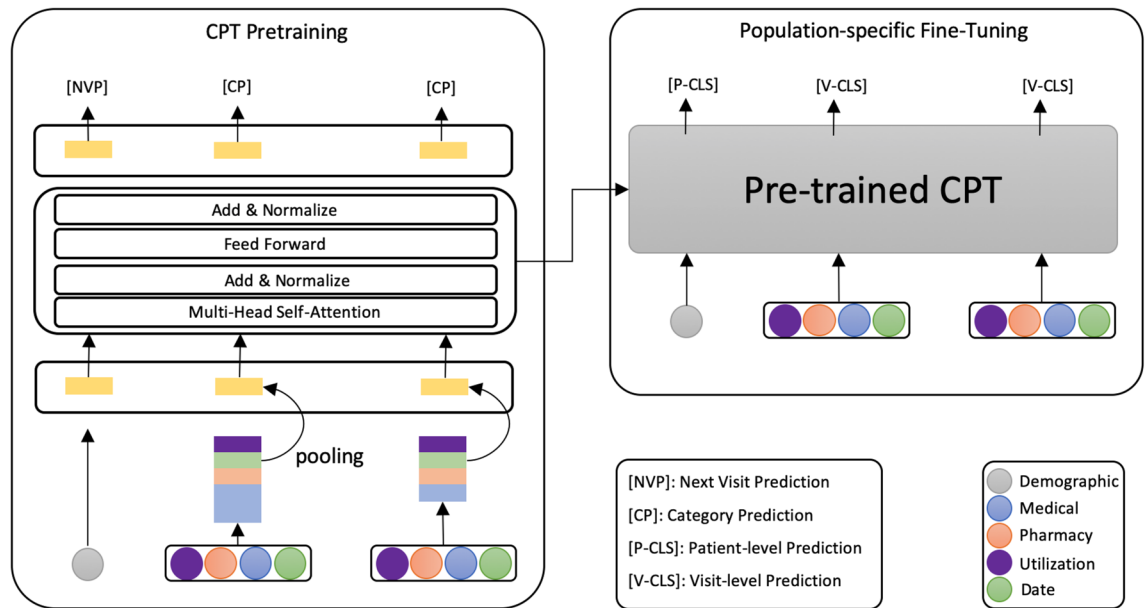 CPT Pretraining
[NVP]
[CP]
[CP]
Add & Normalize
Feed Forward
Add & Normalize
Multi-Head Self-Attention
pooling
Population-specific Fine-Tuning
[P-CLS]
[V-CLS]
[V-CLS]
Pre-trained CPT
[NVP]: Next Visit Prediction
[CP]: Category Prediction
[P-CLS]: Patient-level Prediction
[V-CLS]: Visit-level Prediction
Demographic
Medical
Pharmacy
Utilization
Date